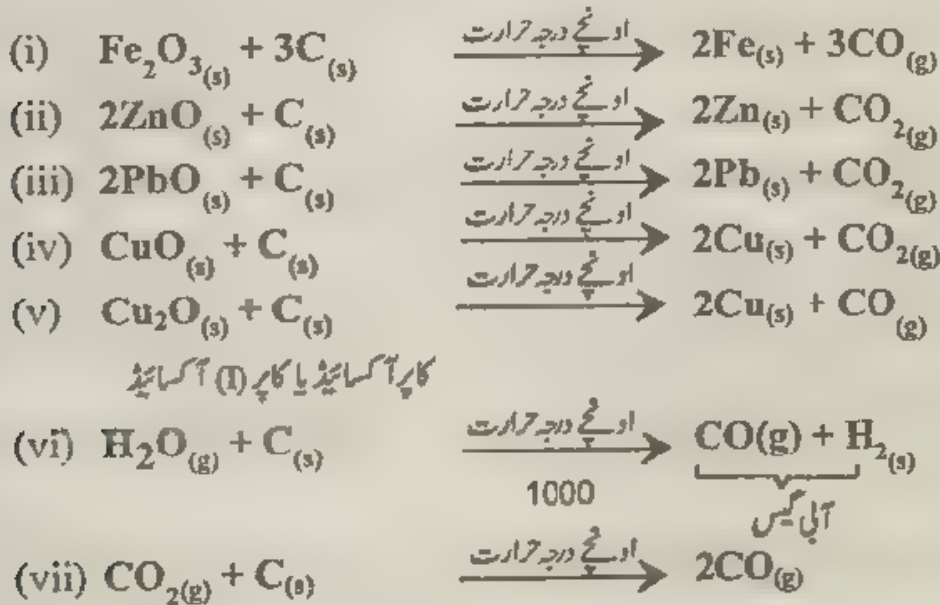 (i) Fe₂O₃(s) + 3C(s) اونچے درجہ حرارت → 2Fe(s) + 3CO(g)
(ii) 2ZnO(s) + C(s) اونچے درجہ حرارت → 2Zn(s) + CO₂(g)
(iii) 2PbO(s) + C(s) اونچے درجہ حرارت → 2Pb(s) + CO₂(g)
(iv) CuO(s) + C(s) اونچے درجہ حرارت → 2Cu(s) + CO₂(g)
(v) Cu₂O(s) + C(s) اونچے درجہ حرارت → 2Cu(s) + CO(g)
کاپر آکسائیڈ یا کاپر (I) آکسائیڈ
(vi) H₂O(g) + C(s) اونچے درجہ حرارت → CO(g) + H₂(s)
1000
آبی گیس
(vii) CO₂(g) + C(s) اونچے درجہ حرارت → 2CO(g)